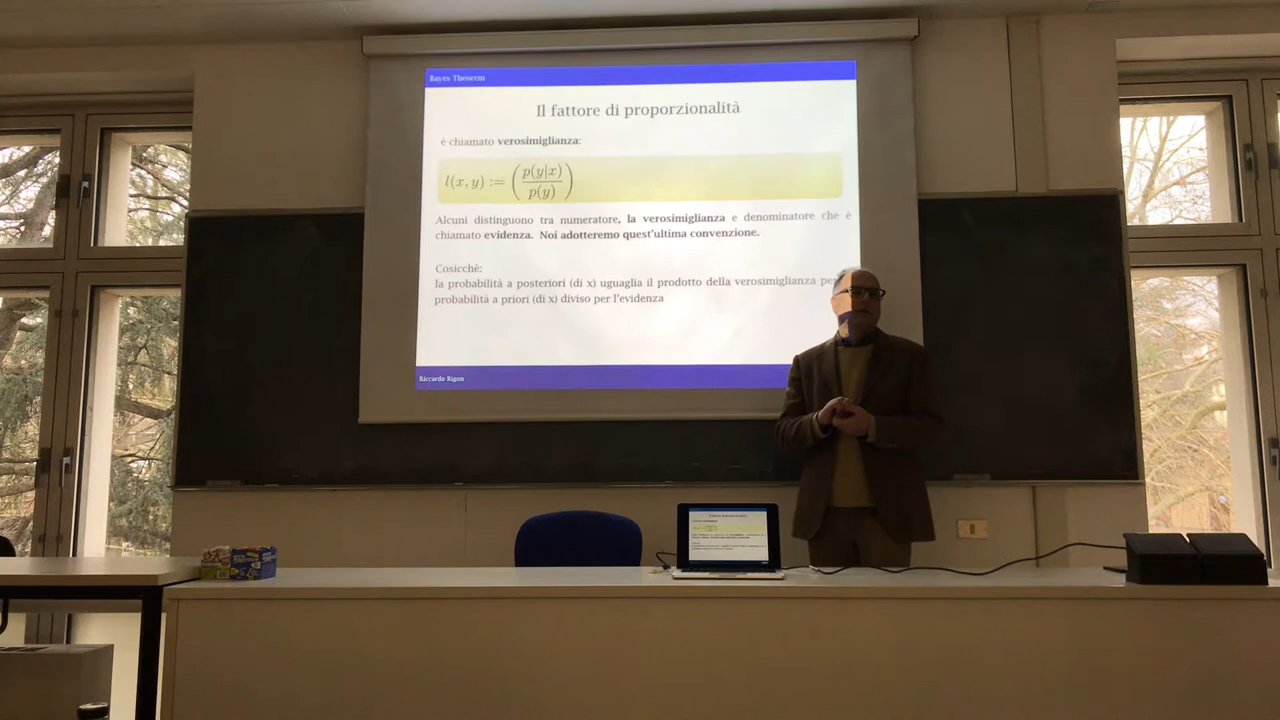 Bayes Theorem
Il fattore di proporzionalità
è chiamato verosimiglianza:
l(x, y) := (p(y|x) / p(y))
Alcuni distinguono tra numeratore, la verosimiglianza e denominatore che è
chiamato evidenza. Noi adotteremo quest'ultima convenzione.
Cosicchè:
la probabilità a posteriori (di x) uguaglia il prodotto della verosimiglianza per
probabilità a priori (di x) diviso per l'evidenza
Riccardo Rigon